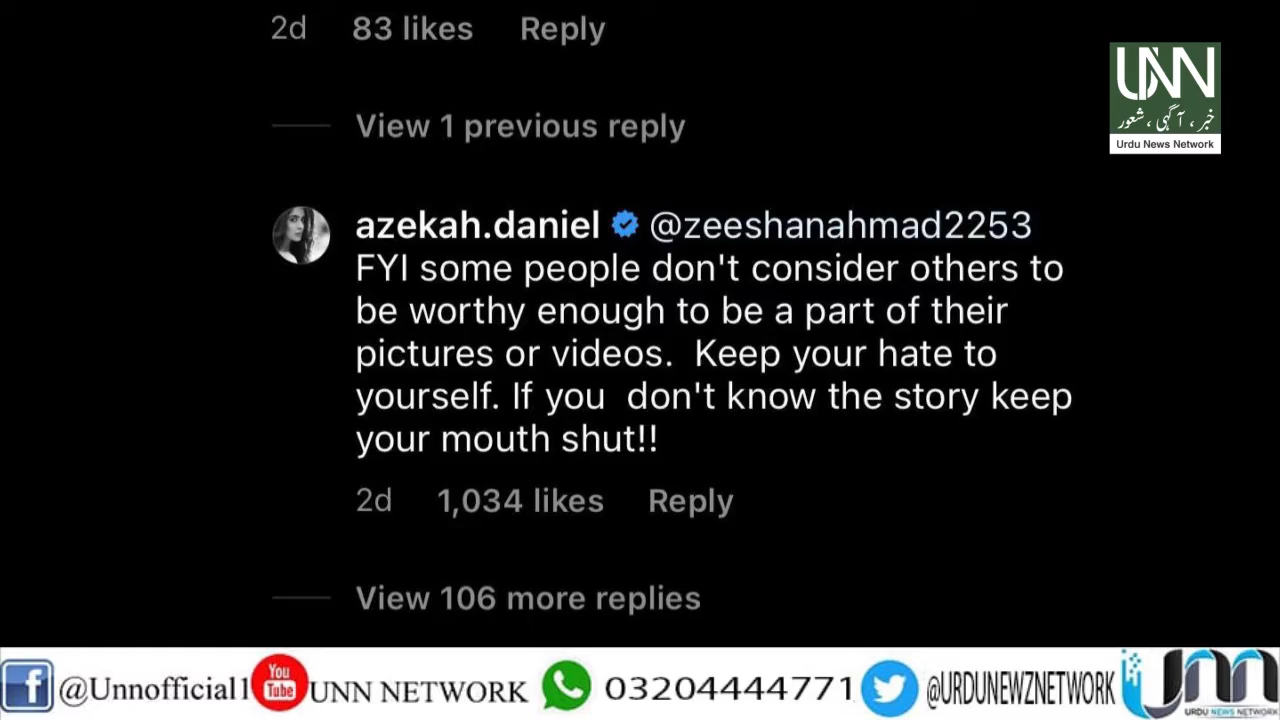 2d 83 likes Reply
View 1 previous reply
UNN
خبر ، آگہی ، شعور
Urdu News Network
azekah.daniel @zeeshanahmad2253
FYI some people don't consider others to
be worthy enough to be a part of their
pictures or videos.  Keep your hate to
yourself. If you  don't know the story keep
your mouth shut!!
2d 1,034 likes Reply
View 106 more replies
f @Unnofficial1 You Tube UNN NETWORK 03204444771 @URDUNEWZNETWORK unn
URDU NEWS NETWORK